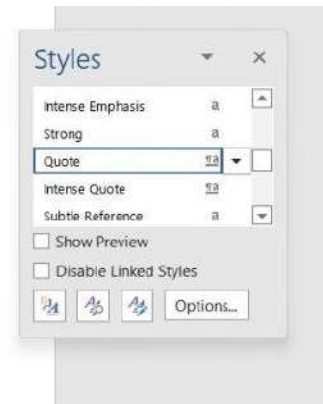 Styles
Intense Emphasis a
Strong a
Quote ¶a
Intense Quote ¶a
Subtle Reference a
Show Preview
Disable Linked Styles
Options...